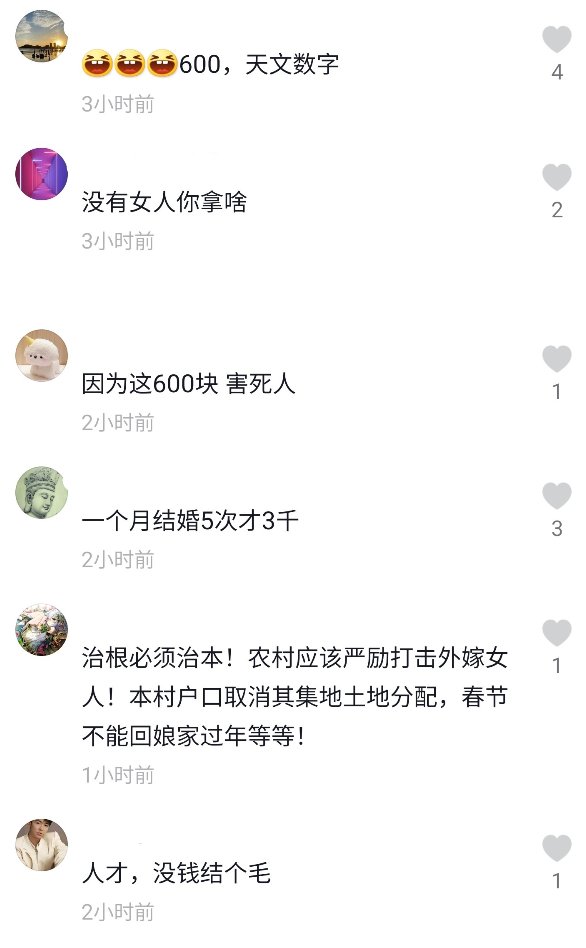 😆😆😆600，天文数字
4
3小时前
没有女人你拿啥
2
3小时前
因为这600块 害死人
1
2小时前
一个月结婚5次才3千
3
2小时前
治根必须治本！农村应该严励打击外嫁女
1
人！本村户口取消其集地土地分配，春节
不能回娘家过年等等！
1小时前
人才，没钱结个毛
1
2小时前